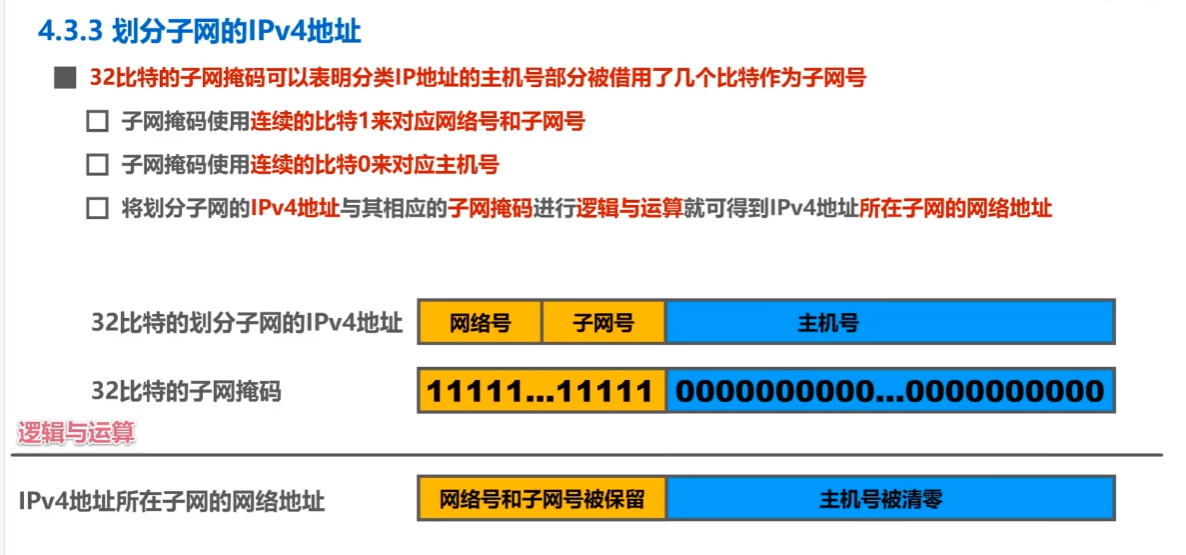 4.3.3 划分子网的IPv4地址
32比特的子网掩码可以表明分类IP地址的主机号部分被借用了几个比特作为子网号
子网掩码使用连续的比特1来对应网络号和子网号
子网掩码使用连续的比特0来对应主机号
将划分子网的IPv4地址与其相应的子网掩码进行逻辑与运算就可得到IPv4地址所在子网的网络地址
32比特的划分子网的IPv4地址 网络号 子网号 主机号
32比特的子网掩码 11111...11111 0000000000...0000000000
逻辑与运算
IPv4地址所在子网的网络地址 网络号和子网号被保留 主机号被清零